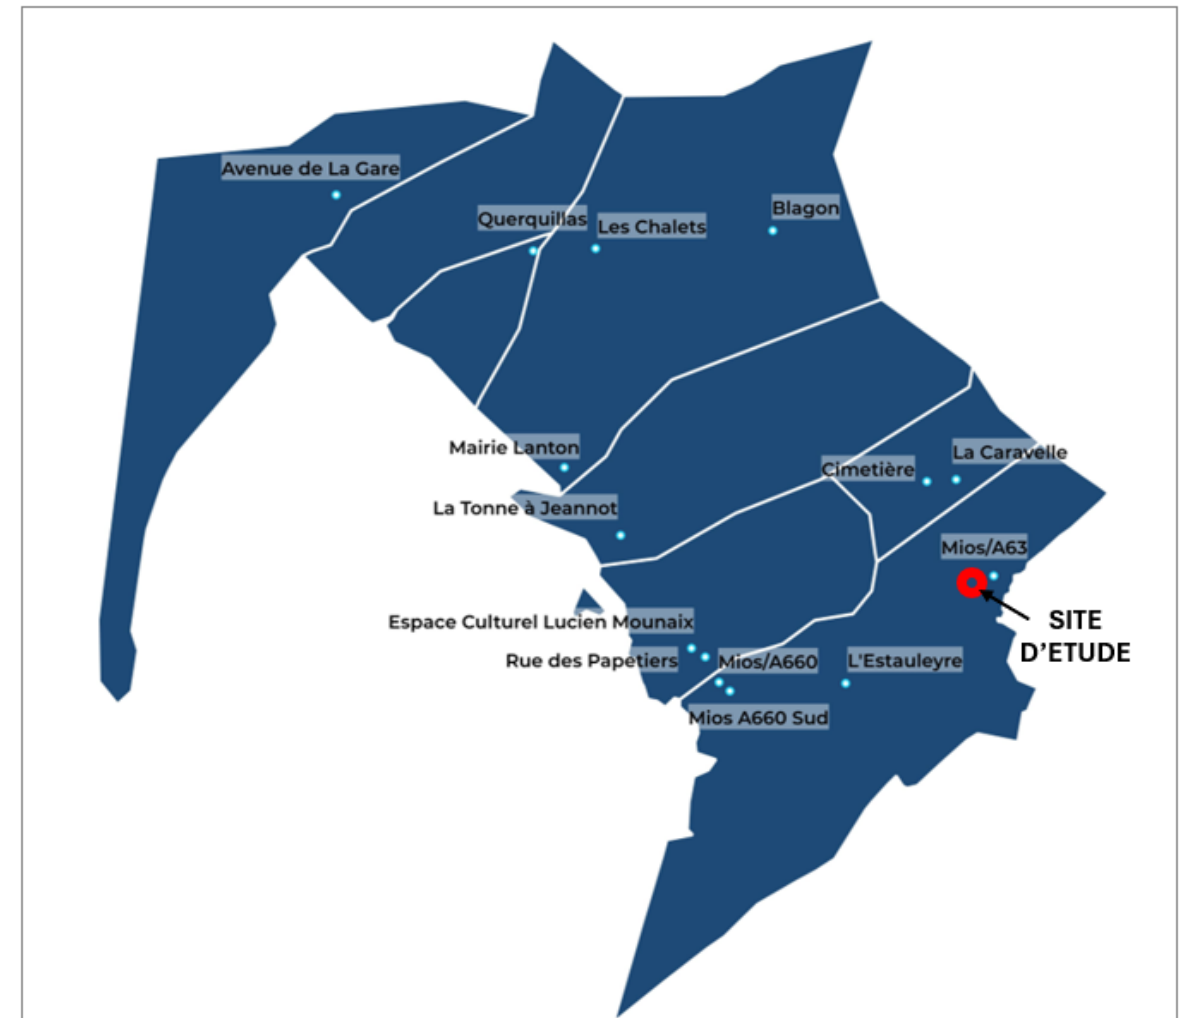 Avenue de La Gare
Blagon
Querquillas
Les Chalets
Mairie Lanton
La Caravelle
Cimetière
La Tonne à Jeannot
Mios/A63
SITE
D'ETUDE
Espace Culturel Lucien Mounaix
Rue des Papetiers
Mios/A660
L'Estauleyre
Mios A660 Sud